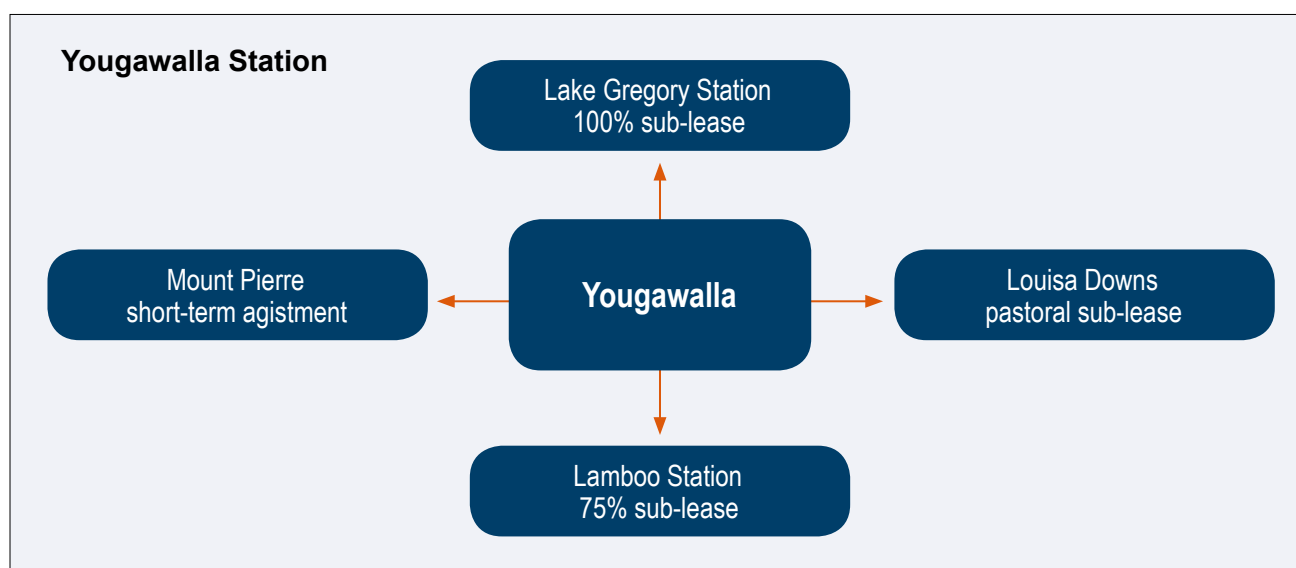 Yougawalla Station
Lake Gregory Station
100% sub-lease
Mount Pierre
short-term agistment
Yougawalla
Louisa Downs
pastoral sub-lease
Lamboo Station
75% sub-lease